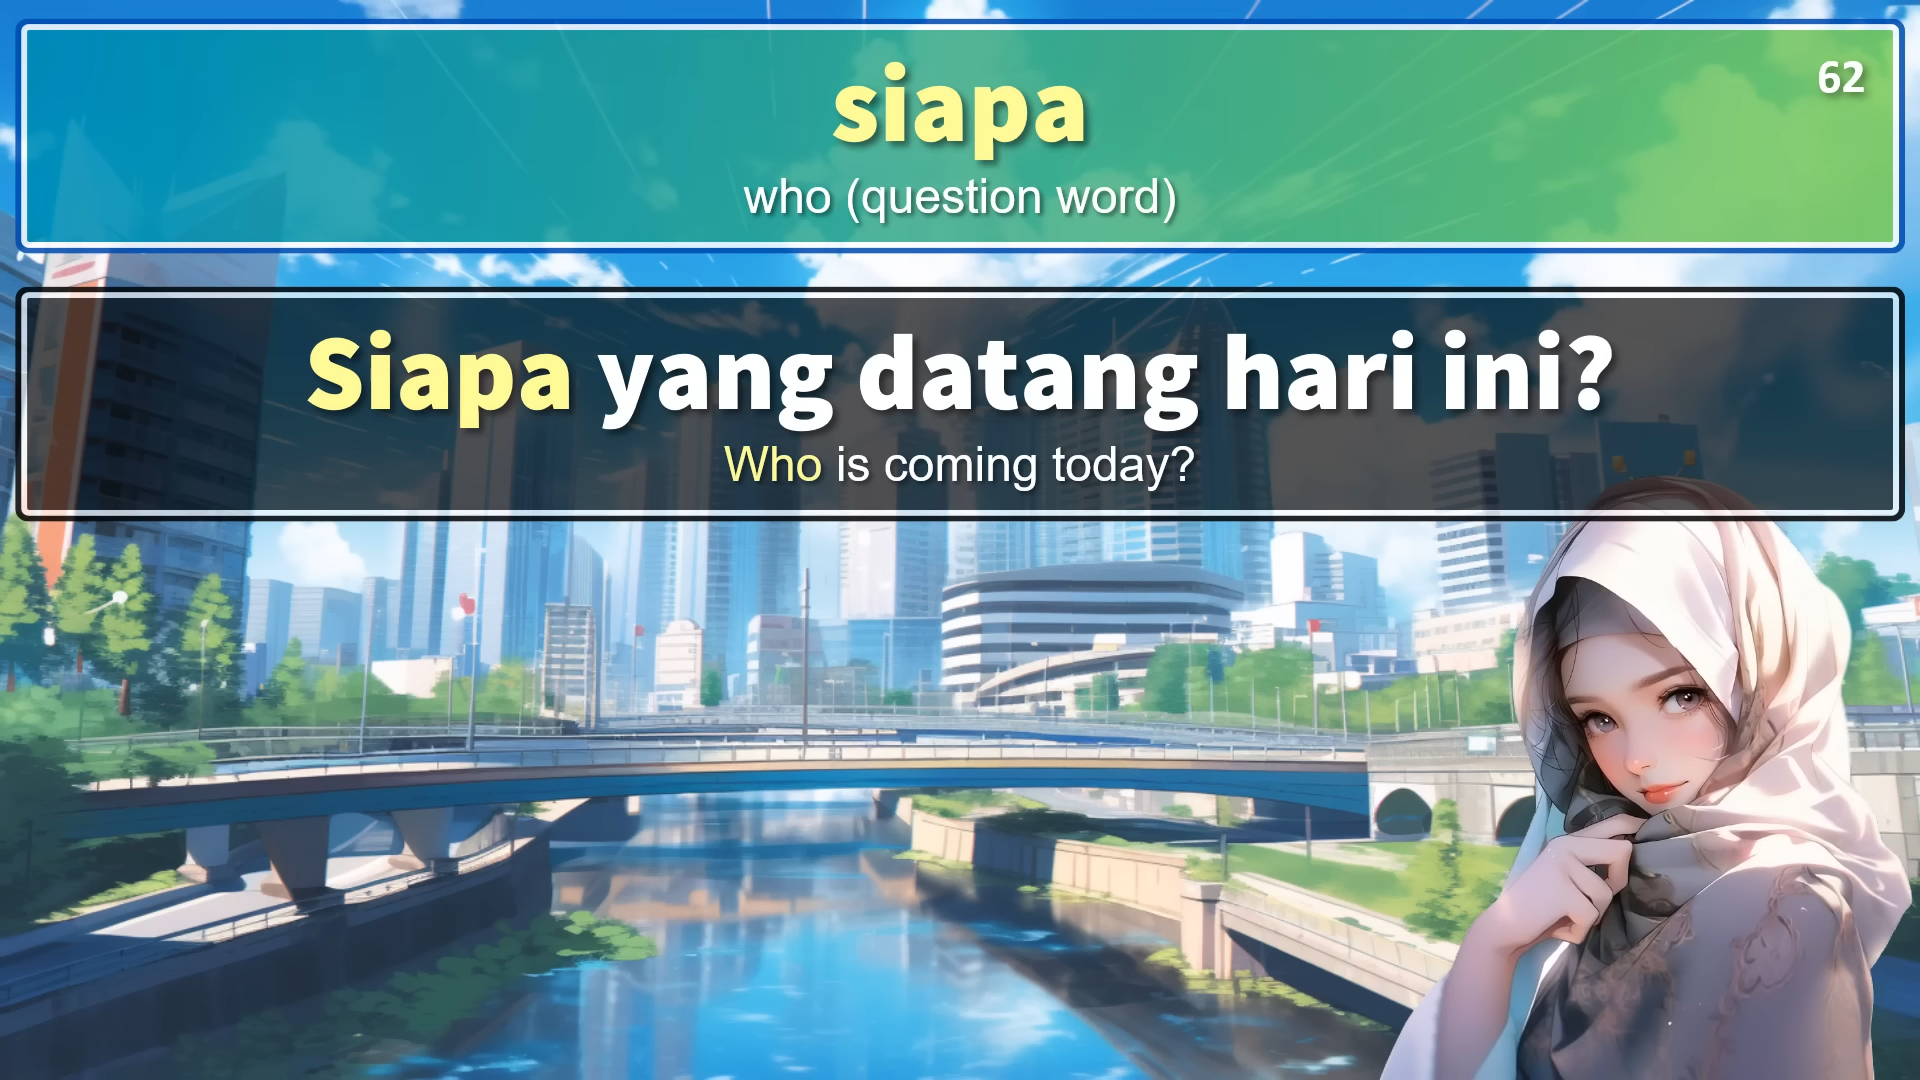 siapa
62
who (question word)
Siapa yang datang hari ini?
Who is coming today?